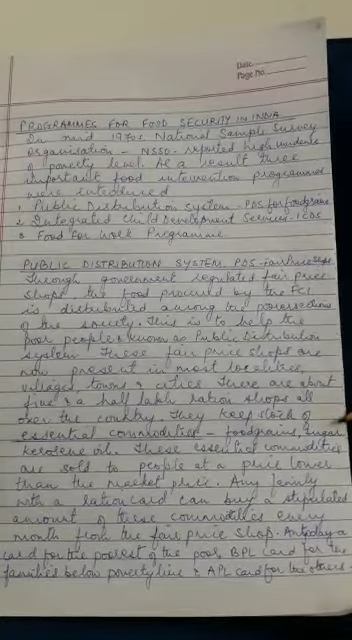 Date
Page No.
PROGRAMMES FOR FOOD SECURITY IN INDIA
In mid 1970s National Sample Survey
Organisation - NSSO - reported high incidence
of poverty level. As a result three
important food intervention programmes
were introduced
1. Public Distribution System - PDS for foodgrains
2 Integrated Child Development Services - ICDS
3 Food for Work Programme
PUBLIC DISTRIBUTION SYSTEM PDS - Fair Price Shops
Through government regulated fair price
shops the food procured by the FCI
is distributed among the poor sections
of the society. This is to help the
poor people & known as Public Distribution
System These fair price shops are
now present in most localities,
villages, towns & cities There are about
five & a half lakh ration shops all
over the country. They keep stock of
essential commodities - foodgrains, sugar
kerosene oil. These essential commodities
are sold to people at a price lower
than the market price. Any family
with a ration card can buy a stipulated
amount of these commodities every
month from the fair price shop. Antodaya
card for the poorest of the poor, BPL card for the
families below poverty line & APL card for the others.